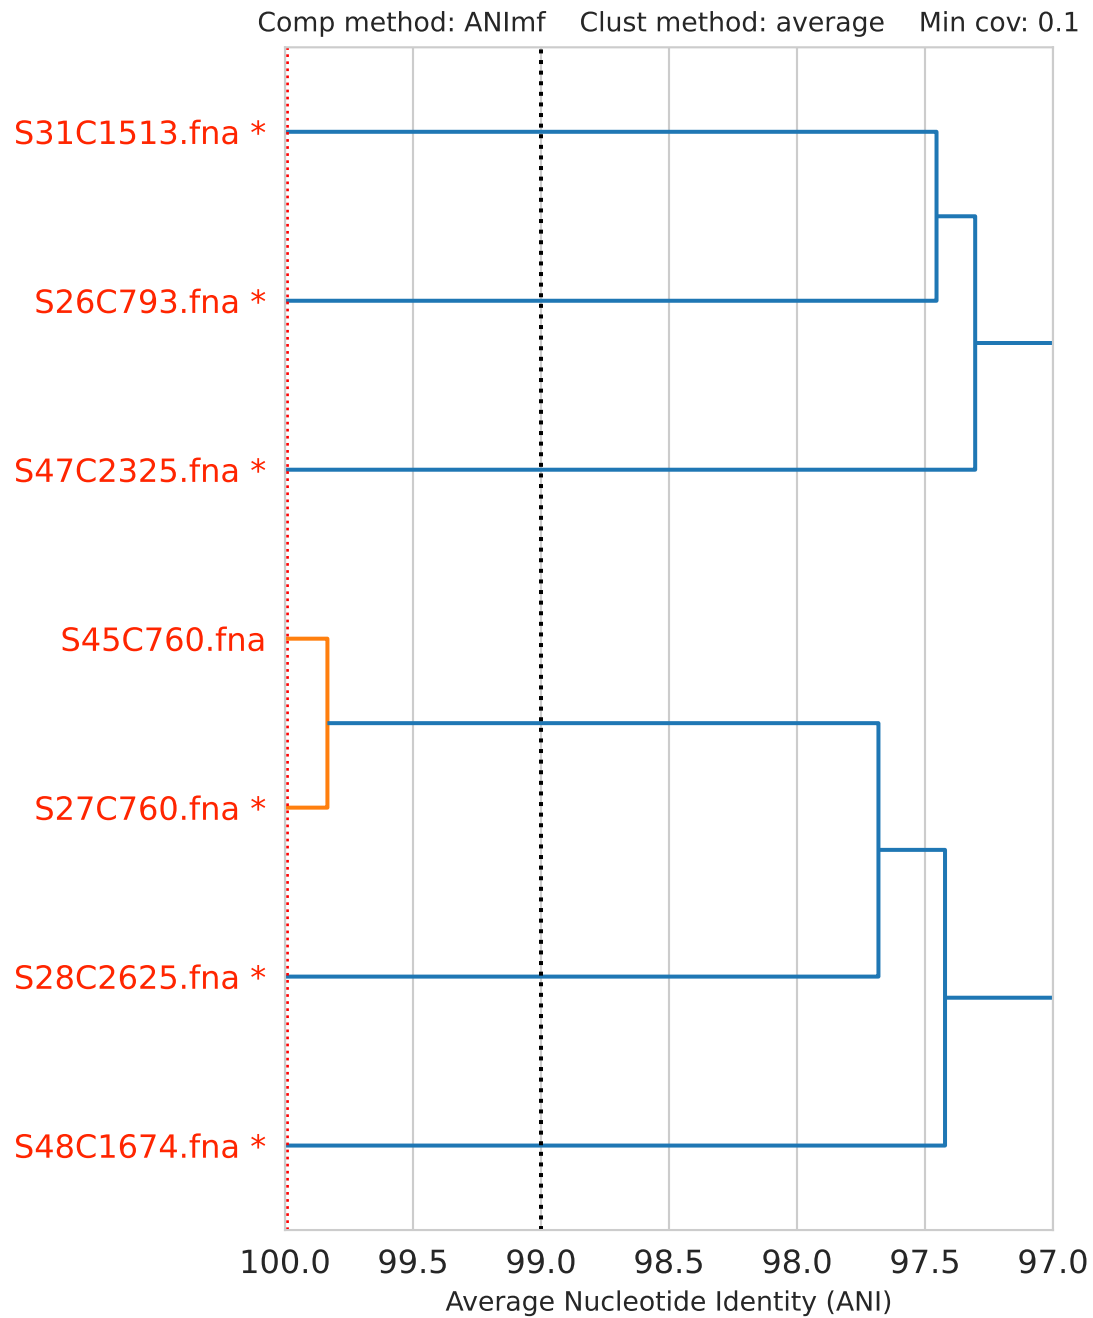 Comp method: ANImf    Clust method: average    Min cov: 0.1
S31C1513.fna *
S26C793.fna *
S47C2325.fna *
S45C760.fna
S27C760.fna *
S28C2625.fna *
S48C1674.fna *
100.0 99.5 99.0 98.5 98.0 97.5 97.0
Average Nucleotide Identity (ANI)